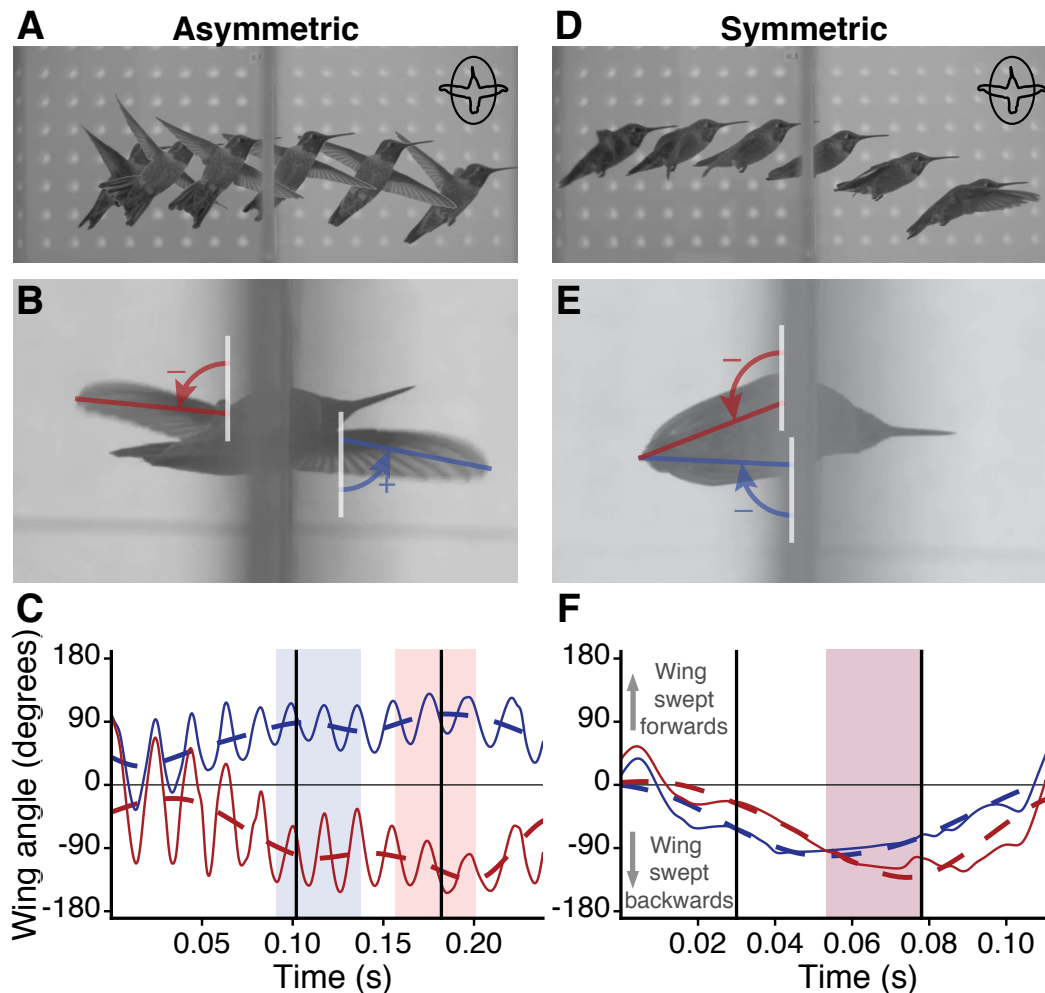 A
Asymmetric
D
Symmetric
B
−
+
E
−
−
C
F
Wing angle (degrees)
180
90
0
-90
-180
0.05
0.10
0.15
0.20
Time (s)
180
90
0
-90
-180
Wing
swept
forwards
Wing
swept
backwards
0.02
0.04
0.06
0.08
0.10
Time (s)